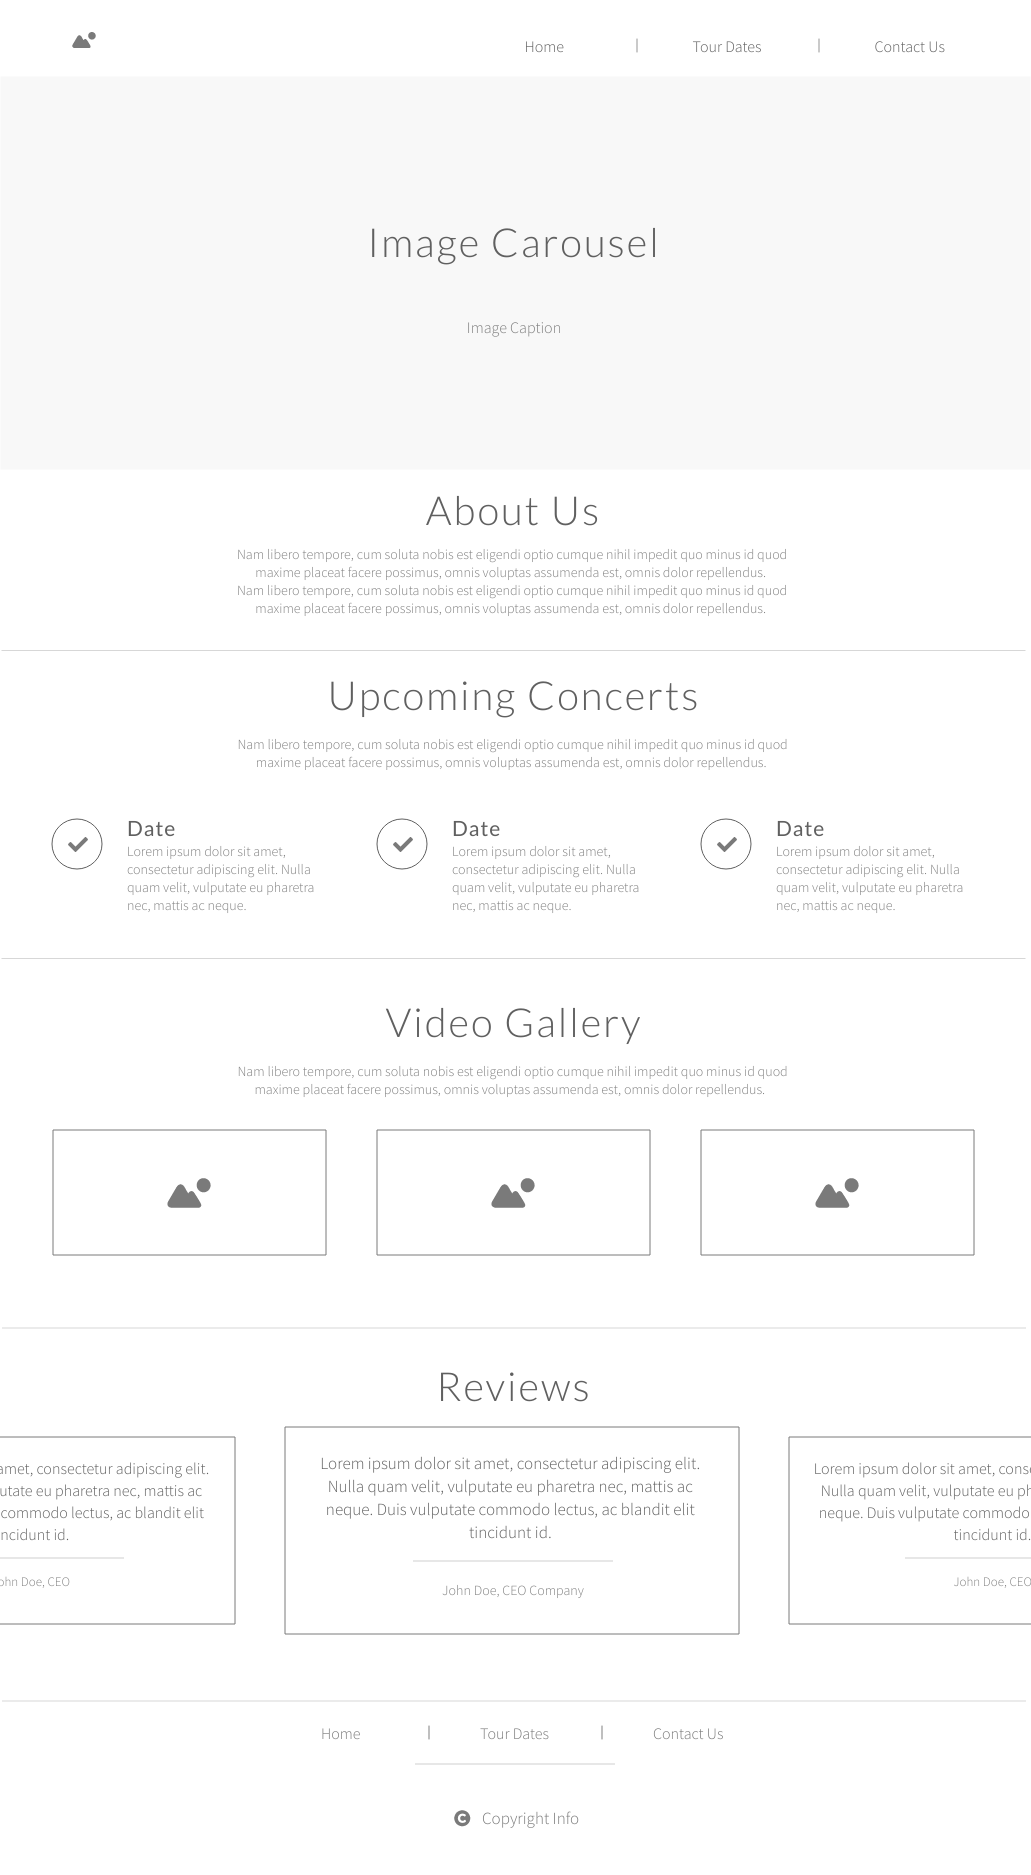 Home | Tour Dates | Contact Us
Image Carousel
Image Caption
About Us
Nam libero tempore, cum soluta nobis est eligendi optio cumque nihil impedit quo minus id quod
maxime placeat facere possimus, omnis voluptas assumenda est, omnis dolor repellendus.
Nam libero tempore, cum soluta nobis est eligendi optio cumque nihil impedit quo minus id quod
maxime placeat facere possimus, omnis voluptas assumenda est, omnis dolor repellendus.
Upcoming Concerts
Nam libero tempore, cum soluta nobis est eligendi optio cumque nihil impedit quo minus id quod
maxime placeat facere possimus, omnis voluptas assumenda est, omnis dolor repellendus.
Date
Lorem ipsum dolor sit amet,
consectetur adipiscing elit. Nulla
quam velit, vulputate eu pharetra
nec, mattis ac neque.
Date
Lorem ipsum dolor sit amet,
consectetur adipiscing elit. Nulla
quam velit, vulputate eu pharetra
nec, mattis ac neque.
Date
Lorem ipsum dolor sit amet,
consectetur adipiscing elit. Nulla
quam velit, vulputate eu pharetra
nec, mattis ac neque.
Video Gallery
Nam libero tempore, cum soluta nobis est eligendi optio cumque nihil impedit quo minus id quod
maxime placeat facere possimus, omnis voluptas assumenda est, omnis dolor repellendus.
Reviews
amet, consectetur adipiscing elit.
utate eu pharetra nec, mattis ac
commodo lectus, ac blandit elit
ncidunt id.
ohn Doe, CEO
Lorem ipsum dolor sit amet, consectetur adipiscing elit.
Nulla quam velit, vulputate eu pharetra nec, mattis ac
neque. Duis vulputate commodo lectus, ac blandit elit
tincidunt id.
John Doe, CEO Company
Lorem ipsum dolor sit amet, conse
Nulla quam velit, vulputate eu ph
neque. Duis vulputate commodo
tincidunt id.
John Doe, CEO
Home | Tour Dates | Contact Us
© Copyright Info